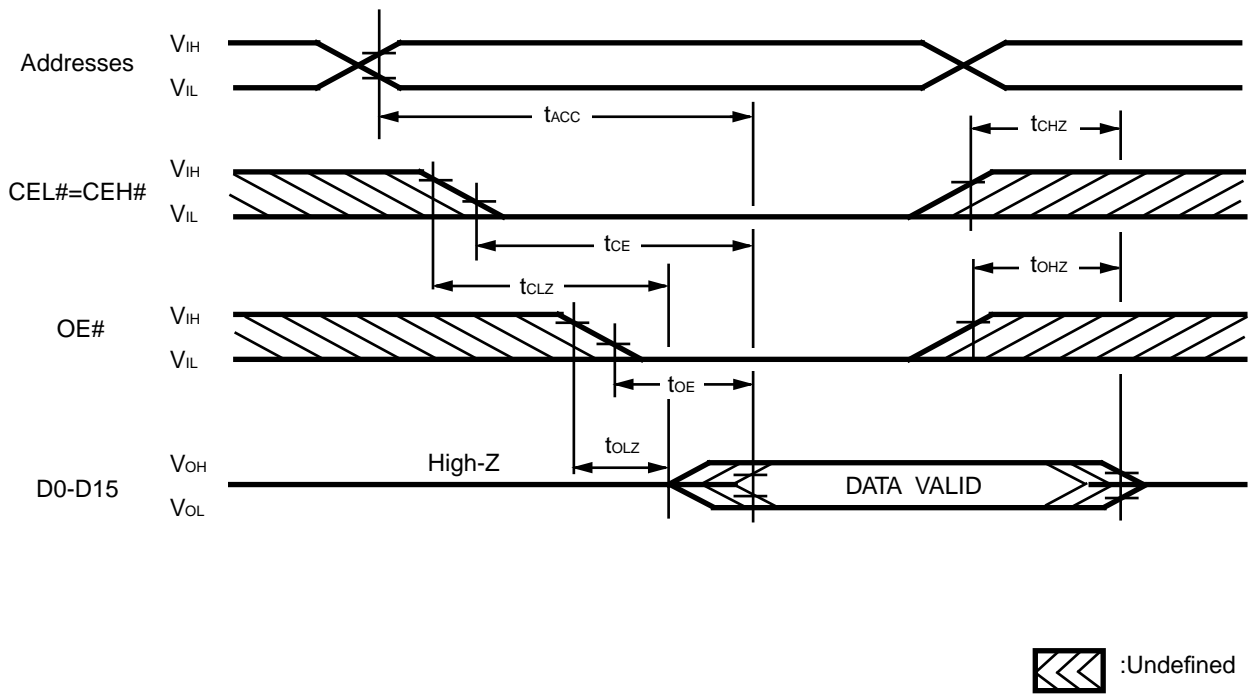 Addresses
VIH
VIL
tACC
tCHZ
CEL#=CEH#
VIH
VIL
tCE
tOHZ
tCLZ
OE#
VIH
VIL
tOE
tOLZ
D0-D15
VOH
High-Z
DATA VALID
VOL
:Undefined